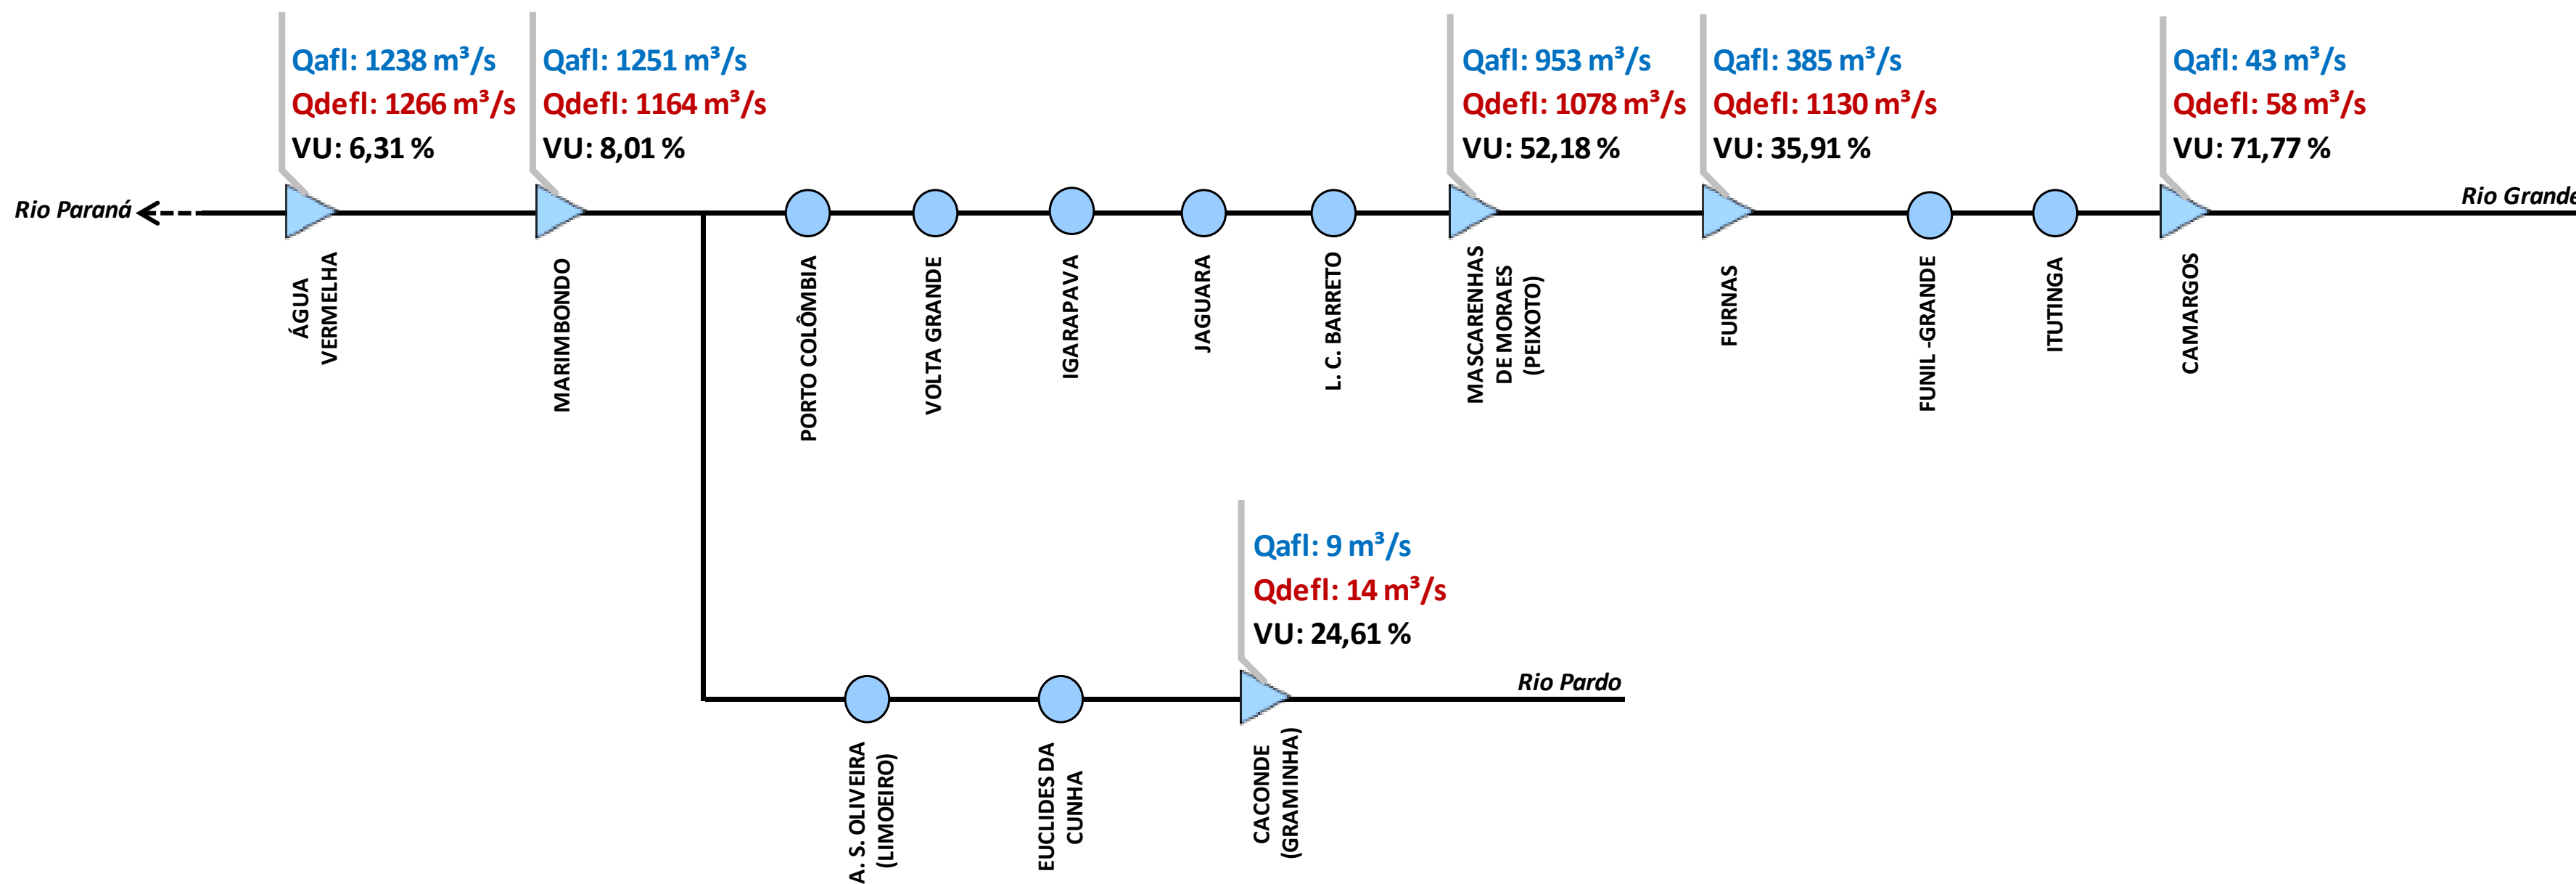 Qafl: 1238 m³/s
Qdefl: 1266 m³/s
VU: 6,31 %
Qafl: 1251 m³/s
Qdefl: 1164 m³/s
VU: 8,01 %
Qafl: 953 m³/s
Qdefl: 1078 m³/s
VU: 52,18 %
Qafl: 385 m³/s
Qdefl: 1130 m³/s
VU: 35,91 %
Qafl: 43 m³/s
Qdefl: 58 m³/s
VU: 71,77 %
Rio Paraná
Rio Grande
ÁGUA
VERMELHA
MARIMBONDO
PORTO COLÔMBIA
VOLTA GRANDE
IGARAPAVA
JAGUARA
L. C. BARRETO
MASCARENHAS
DE MORAES
(PEIXOTO)
FURNAS
FUNIL -GRANDE
ITUTINGA
CAMARGOS
Qafl: 9 m³/s
Qdefl: 14 m³/s
VU: 24,61 %
Rio Pardo
A. S. OLIVEIRA
(LIMOEIRO)
EUCLIDES DA
CUNHA
CACONDE
(GRAMINHA)